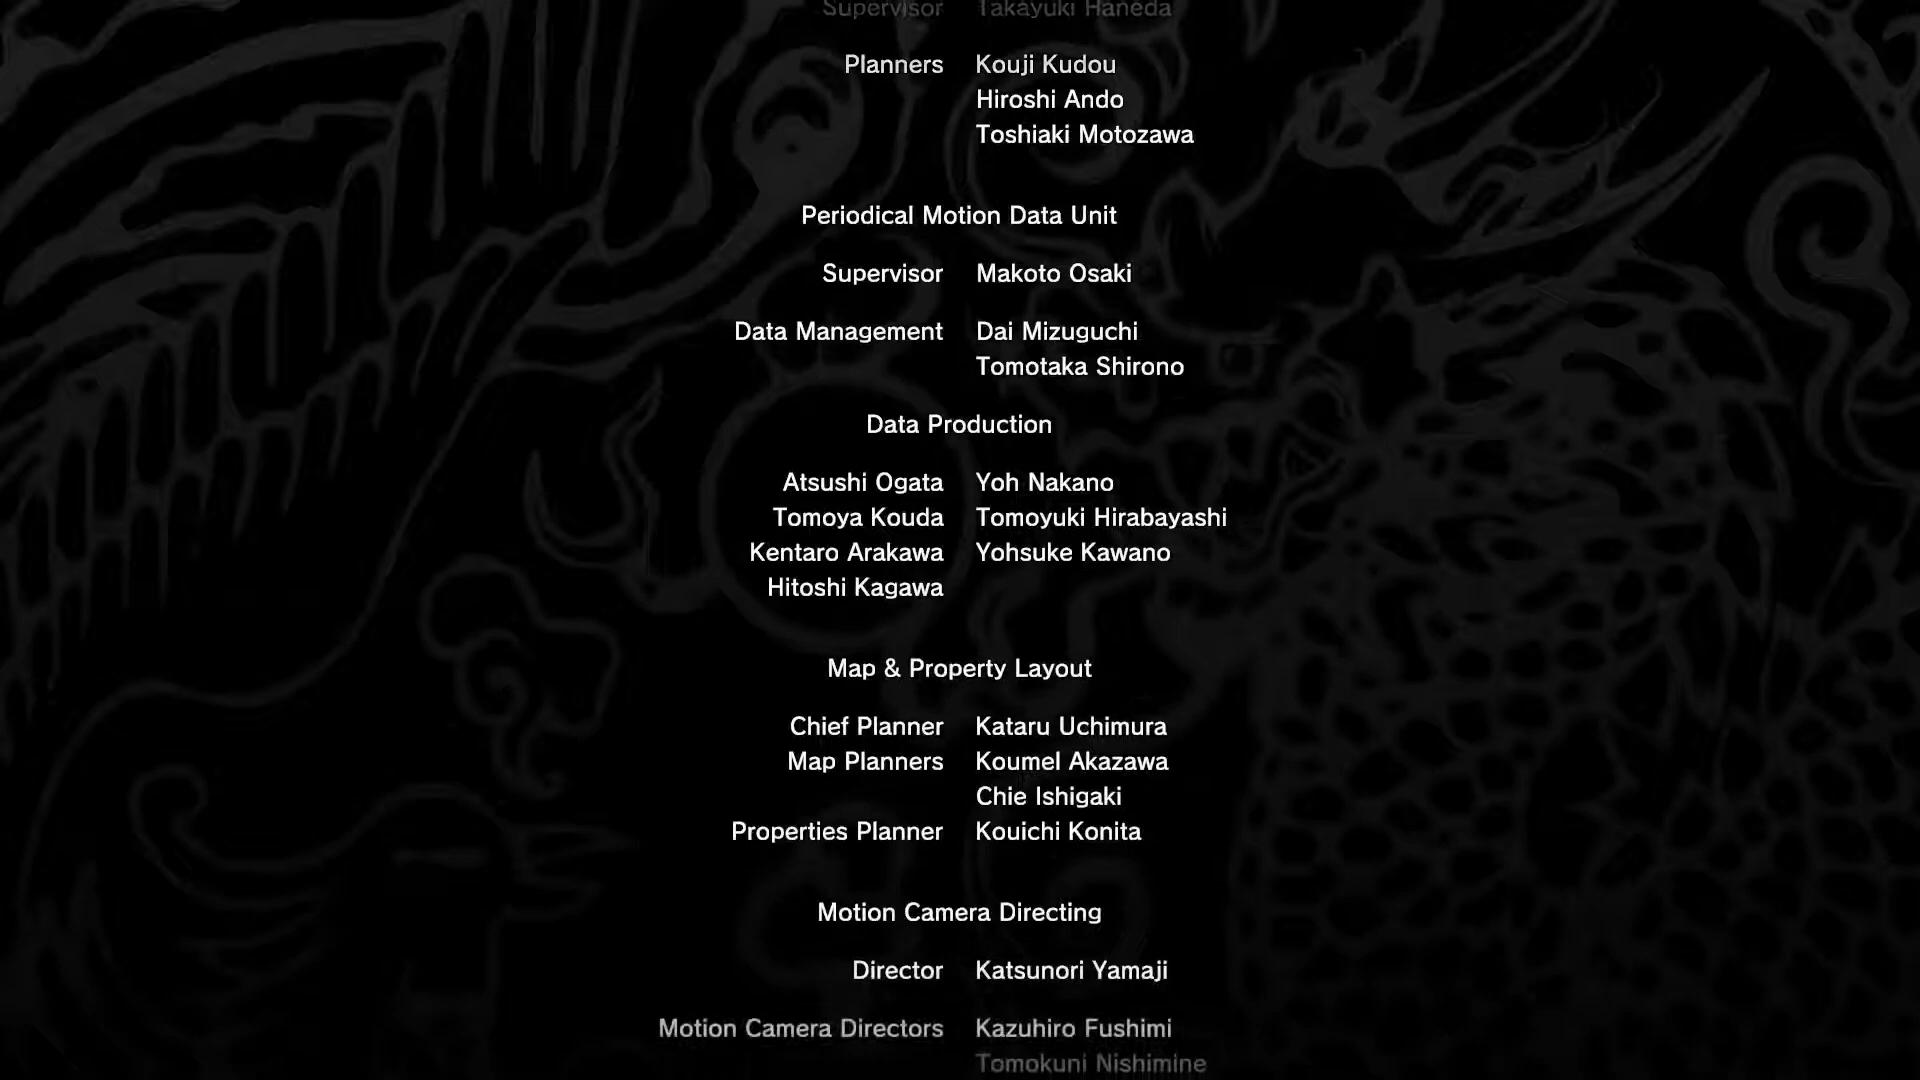 Supervisor Takayuki Haneda
Planners Kouji Kudou
Hiroshi Ando
Toshiaki Motozawa
Periodical Motion Data Unit
Supervisor Makoto Osaki
Data Management Dai Mizuguchi
Tomotaka Shirono
Data Production
Atsushi Ogata Yoh Nakano
Tomoya Kouda Tomoyuki Hirabayashi
Kentaro Arakawa Yohsuke Kawano
Hitoshi Kagawa
Map & Property Layout
Chief Planner Kataru Uchimura
Map Planners Koumel Akazawa
Chie Ishigaki
Properties Planner Kouichi Konita
Motion Camera Directing
Director Katsunori Yamaji
Motion Camera Directors Kazuhiro Fushimi
Tomokuni Nishimine